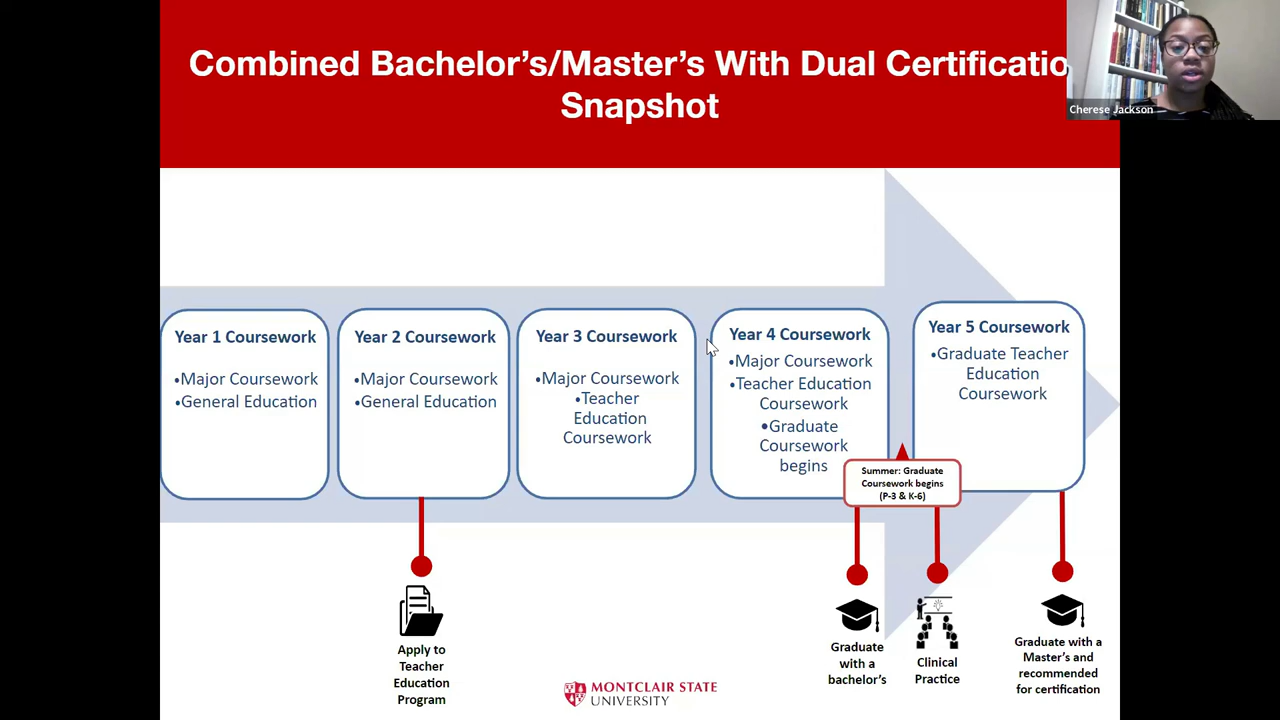 Combined Bachelor's/Master's With Dual Certificatio
Snapshot
Cherese Jackson
Year 1 Coursework
•Major Coursework
•General Education
Year 2 Coursework
•Major Coursework
•General Education
Year 3 Coursework
•Major Coursework
•Teacher
Education
Coursework
Year 4 Coursework
•Major Coursework
•Teacher Education
Coursework
•Graduate
Coursework
begins
Year 5 Coursework
•Graduate Teacher
Education
Coursework
Summer: Graduate
Coursework begins
(P-3 & K-6)
Apply to
Teacher
Education
Program
Graduate
with a
bachelor's
Clinical
Practice
Graduate with a
Master's and
recommended
for certification
MONTCLAIR STATE
UNIVERSITY